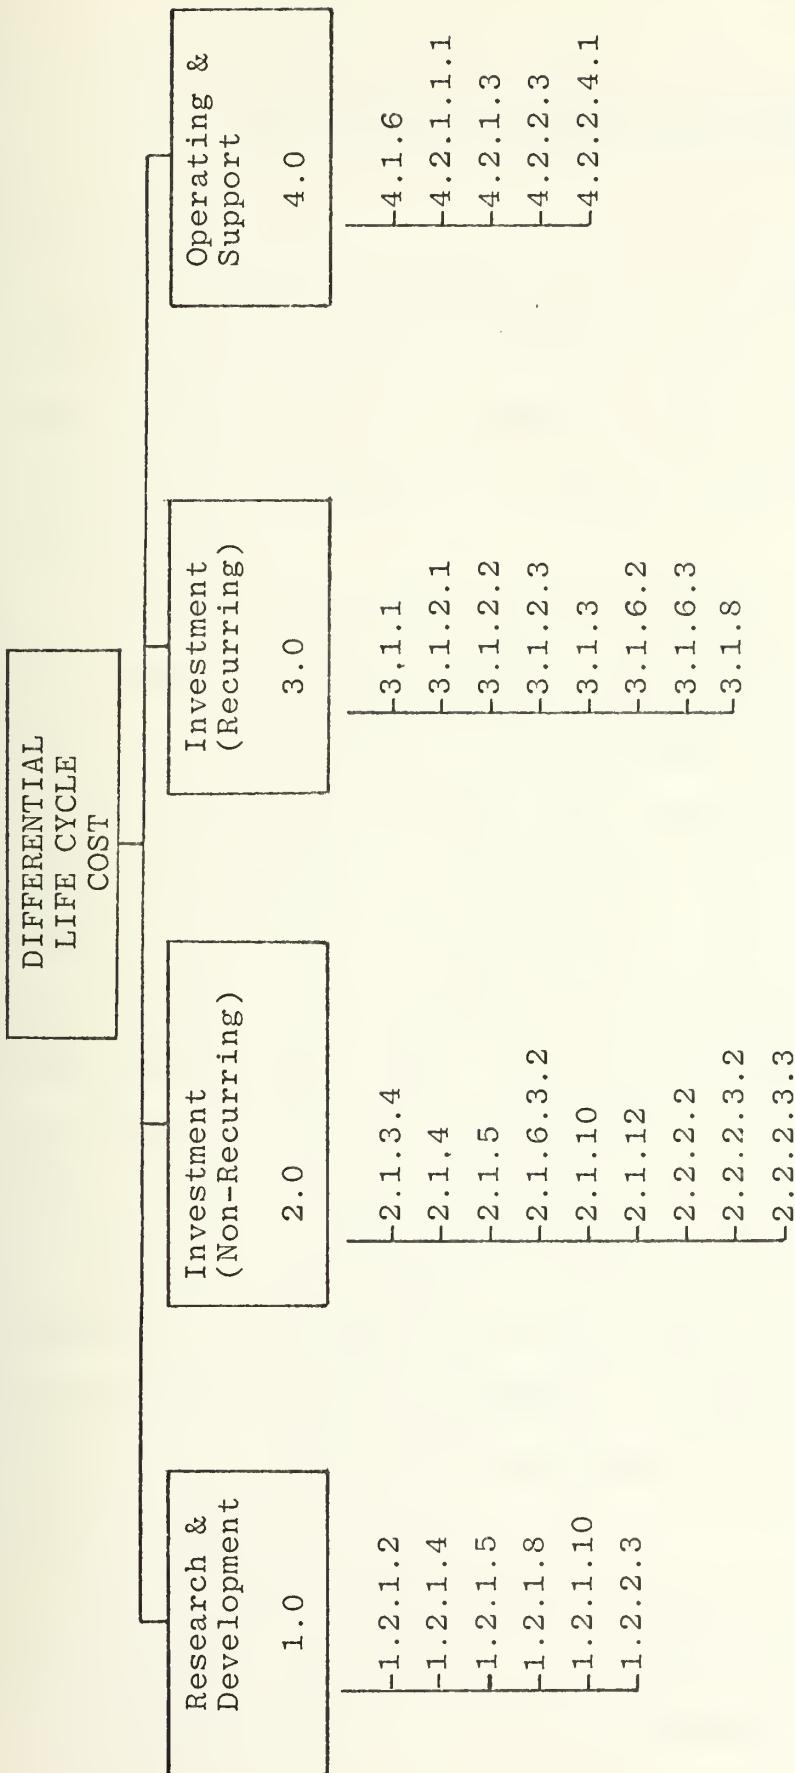 DIFFERENTIAL
LIFE CYCLE
COST
Research &
Development
1.0
1.2.1.2
1.2.1.4
1.2.1.5
1.2.1.8
1.2.1.10
1.2.2.3
Investment
(Non-Recurring)
2.0
2.1.3.4
2.1.4
2.1.5
2.1.6.3.2
2.1.10
2.1.12
2.2.2.2
2.2.2.3.2
2.2.2.3.3
Investment
(Recurring)
3.0
3.1.1
3.1.2.1
3.1.2.2
3.1.2.3
3.1.3
3.1.6.2
3.1.6.3
3.1.8
Operating &
Support
4.0
4.1.6
4.2.1.1.1
4.2.1.3
4.2.2.3
4.2.2.4.1